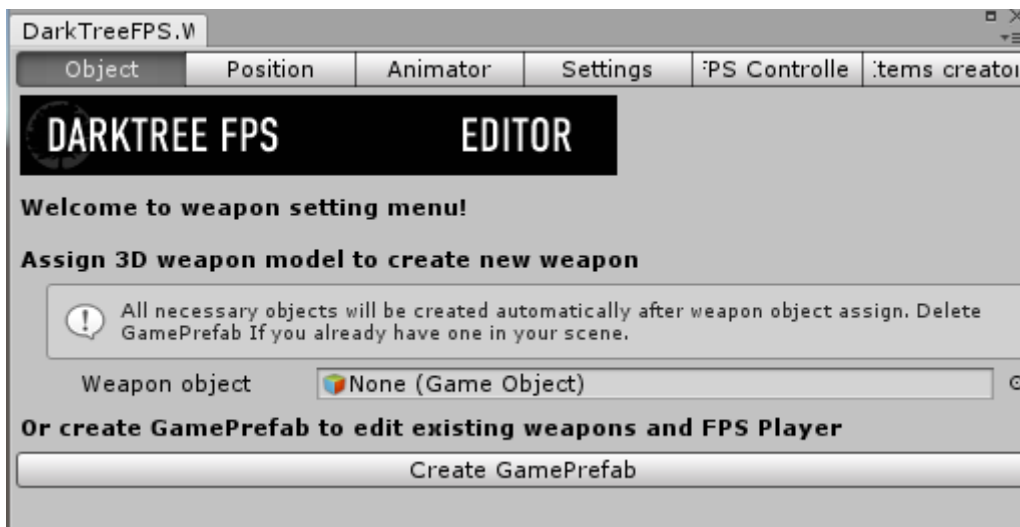 DarkTreeFPS.W
Object Position Animator Settings FPS Controlle Items creator
DARKTREE FPS EDITOR
Welcome to weapon setting menu!
Assign 3D weapon model to create new weapon
All necessary objects will be created automatically after weapon object assign. Delete
GamePrefab If you already have one in your scene.
Weapon object None (Game Object)
Or create GamePrefab to edit existing weapons and FPS Player
Create GamePrefab